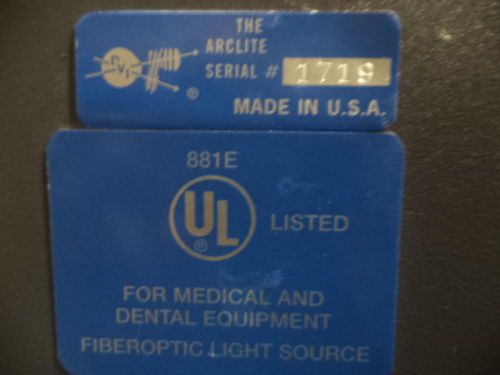 THE
ARCLITE
SERIAL # 1719
®
MADE IN U.S.A.
881E
UL ® LISTED
FOR MEDICAL AND
DENTAL EQUIPMENT
FIBEROPTIC LIGHT SOURCE